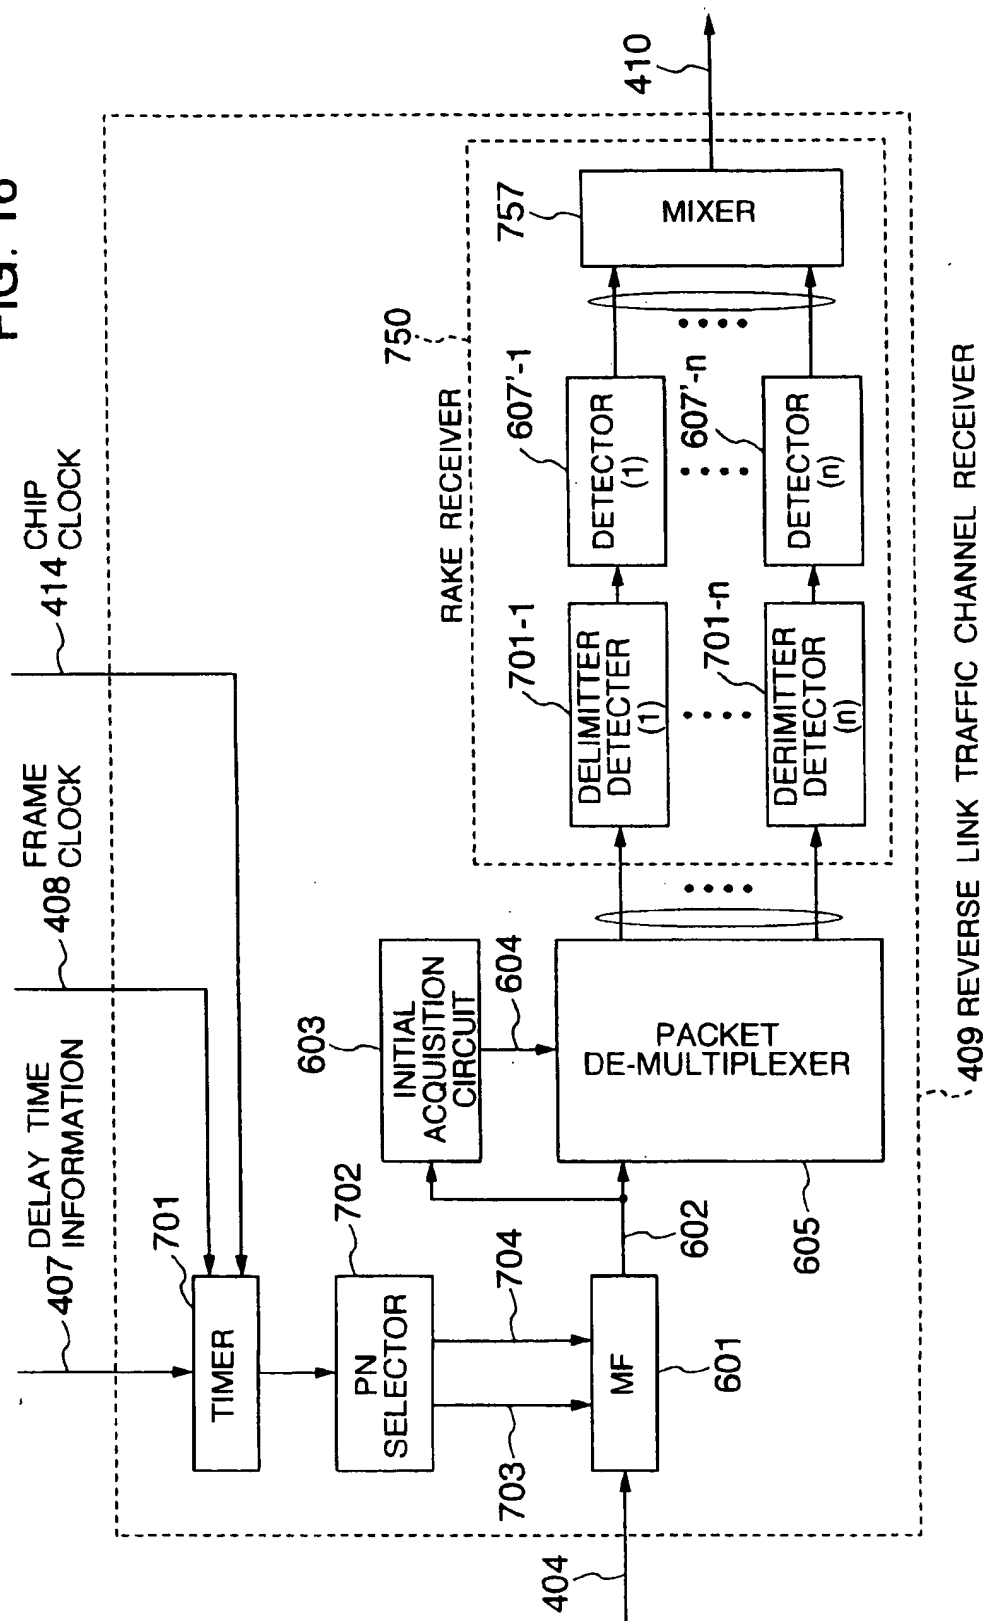 FIG.
407 DELAY TIME
INFORMATION
408 FRAME
CLOCK
414 CHIP
CLOCK
701
TIMER
702
PN
SELECTOR
703
704
404
MF
601
602
603
INITIAL
ACQUISITION
CIRCUIT
604
PACKET
DE-MULTIPLEXER
605
RAKE RECEIVER
750
701-1
DELIMITTER
DETECTER
(1)
607'-1
DETECTOR
(1)
701-n
DERIMITTER
DETECTOR
(n)
607'-n
DETECTOR
(n)
757
MIXER
410
409 REVERSE LINK TRAFFIC CHANNEL RECEIVER